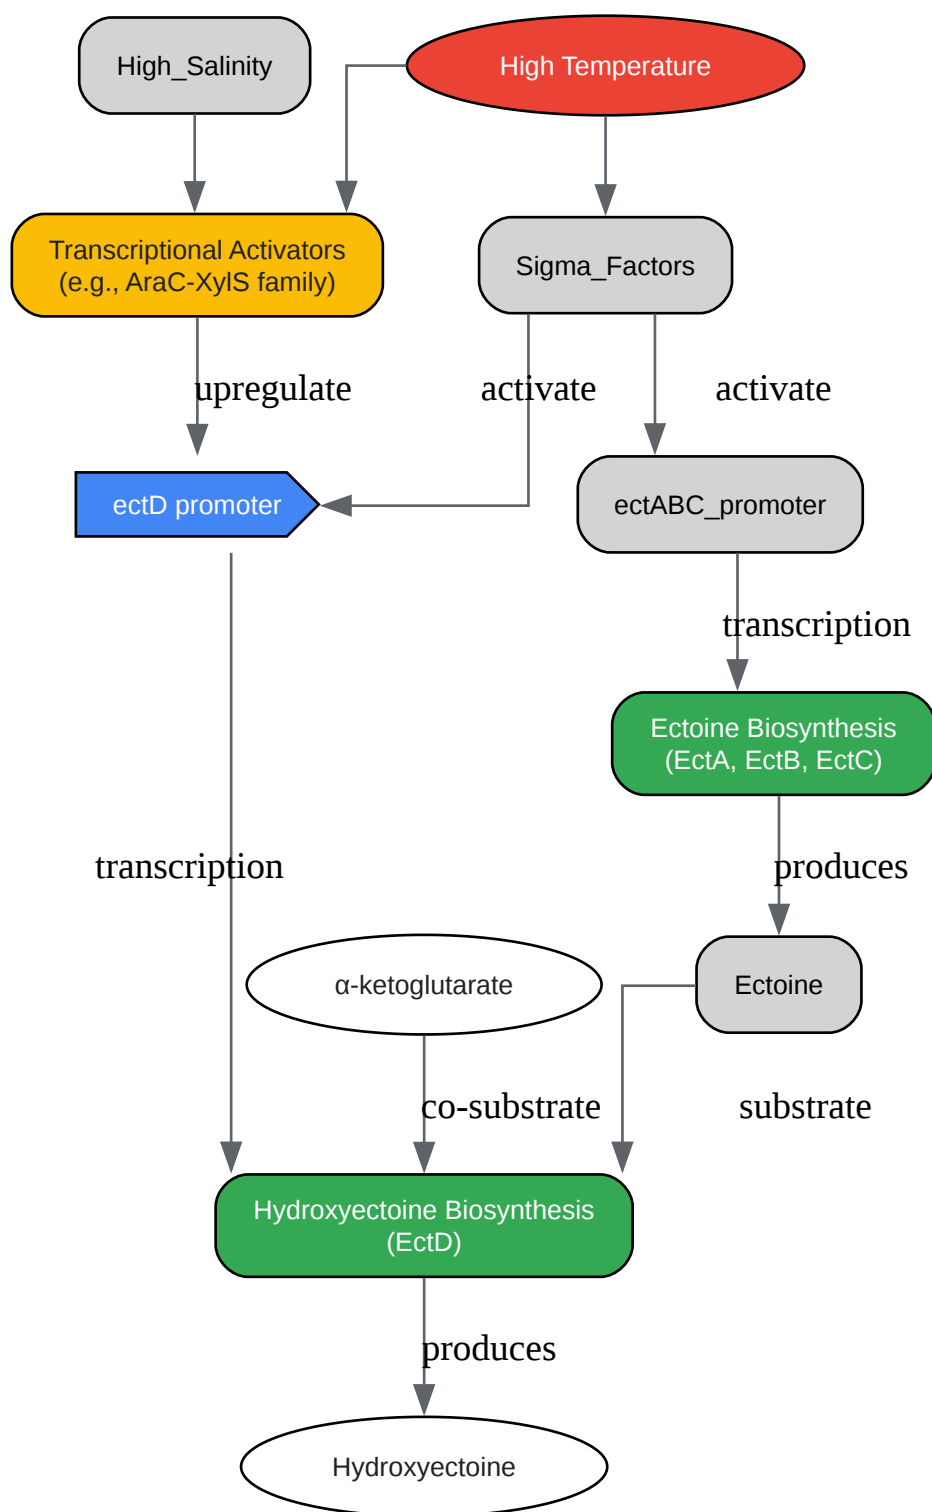 High_Salinity
High Temperature
Transcriptional Activators
(e.g., AraC-XylS family)
Sigma_Factors
upregulate
activate
activate
ectD promoter
ectABC_promoter
transcription
Ectoine Biosynthesis
(EctA, EctB, EctC)
transcription
produces
α-ketoglutarate
Ectoine
co-substrate
substrate
Hydroxyectoine Biosynthesis
(EctD)
produces
Hydroxyectoine